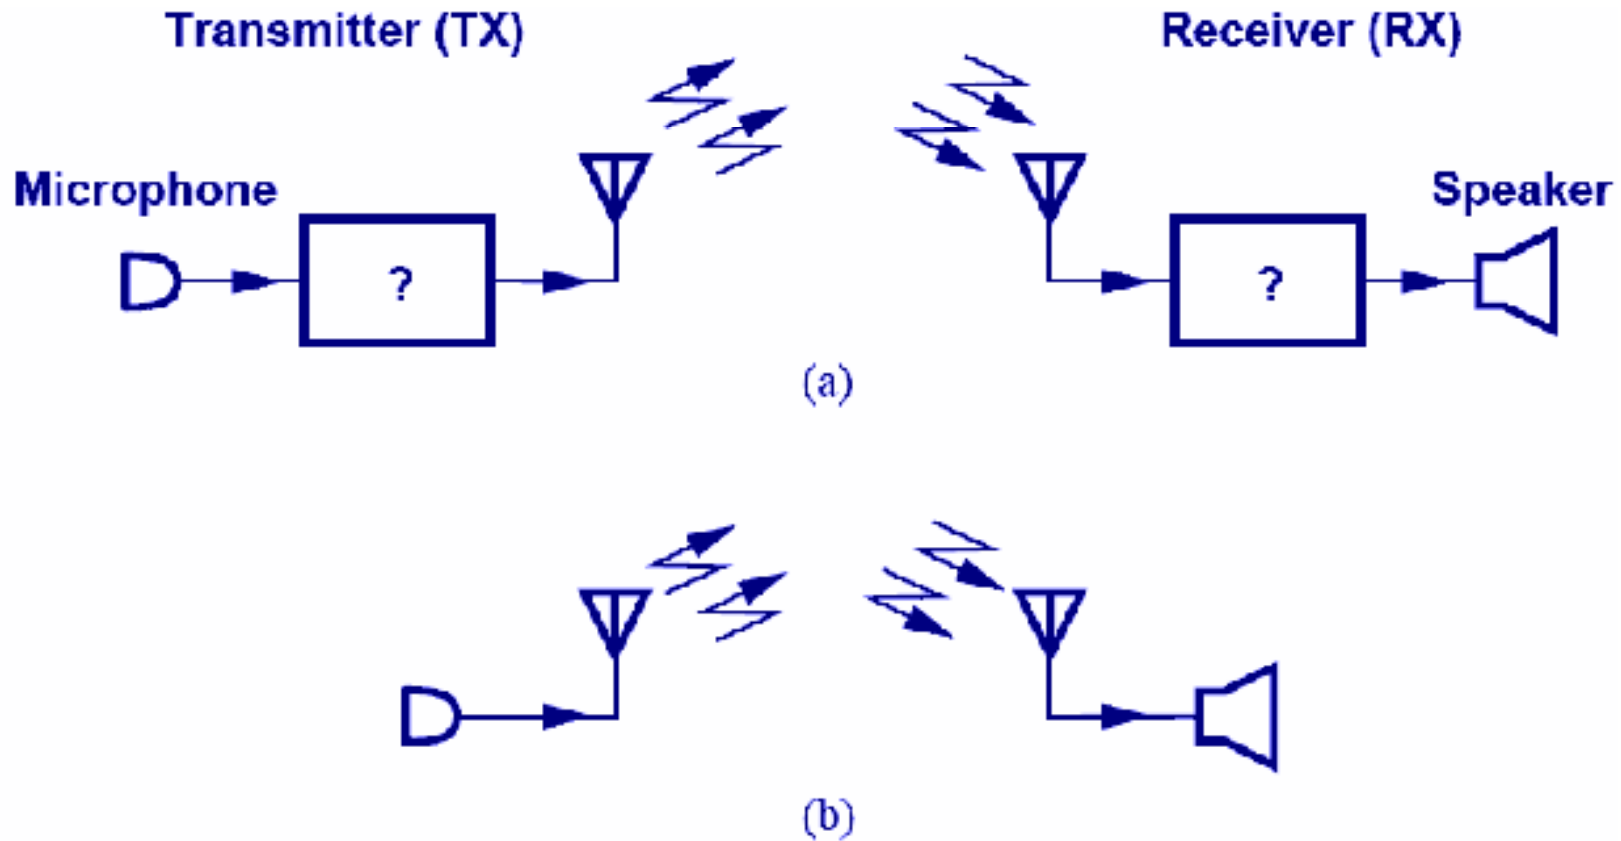 Transmitter (TX)
Receiver (RX)
Microphone
Speaker
?
?
(a)
(b)